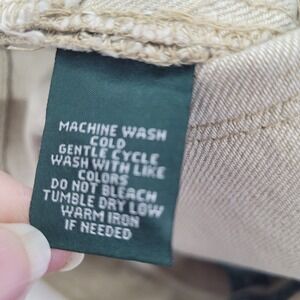 MACHINE WASH
COLD
GENTLE CYCLE
WASH WITH LIKE
COLORS
DO NOT BLEACH
TUMBLE DRY LOW
WARM IRON
IF NEEDED